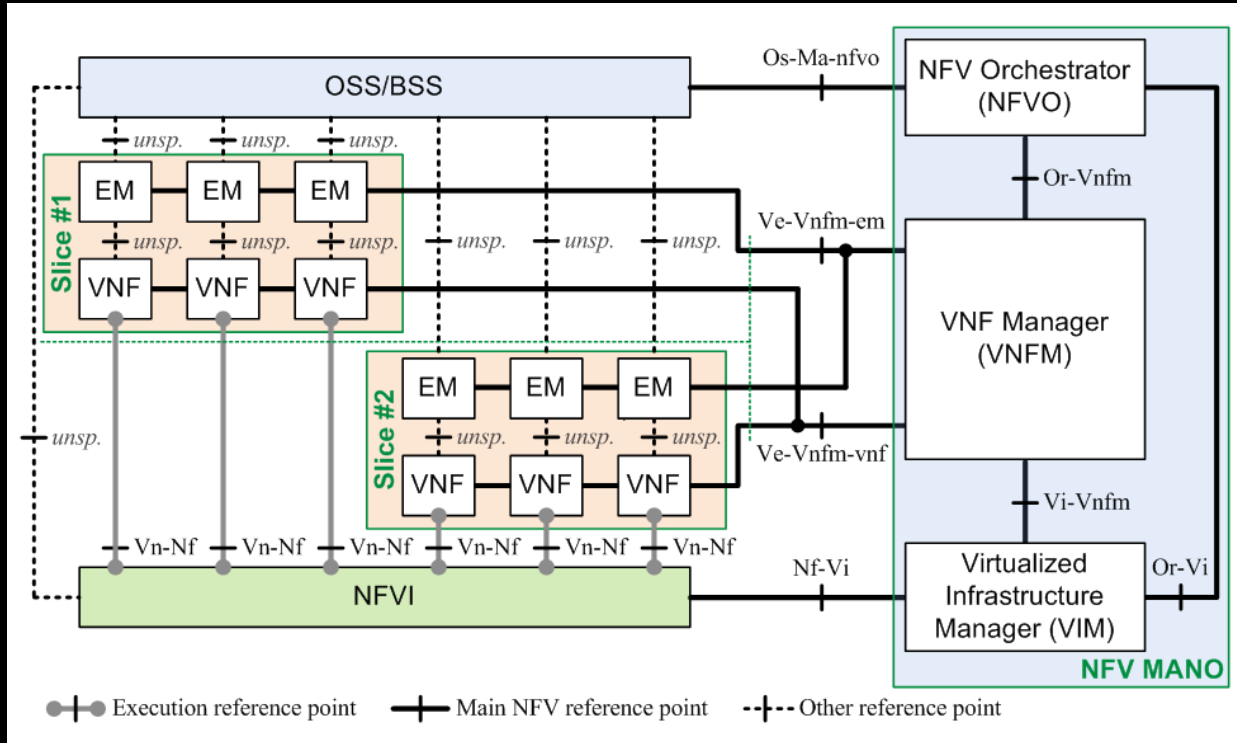 Os-Ma-nfvo
OSS/BSS
NFV Orchestrator
(NFVO)
unsp.
unsp.
unsp.
Slice #1
EM
EM
EM
Or-Vnfm
Ve-Vnfm-em
unsp.
unsp.
unsp.
unsp.
unsp.
unsp.
VNF
VNF
VNF
VNF Manager
(VNFM)
Slice #2
EM
EM
EM
unsp.
unsp.
unsp.
unsp.
Ve-Vnfm-vnf
VNF
VNF
VNF
Vi-Vnfm
Vn-Nf
Vn-Nf
Vn-Nf
Vn-Nf
Vn-Nf
Vn-Nf
NFVI
Nf-Vi
Virtualized
Infrastructure
Manager (VIM)
Or-Vi
NFV MANO
Execution reference point
Main NFV reference point
Other reference point